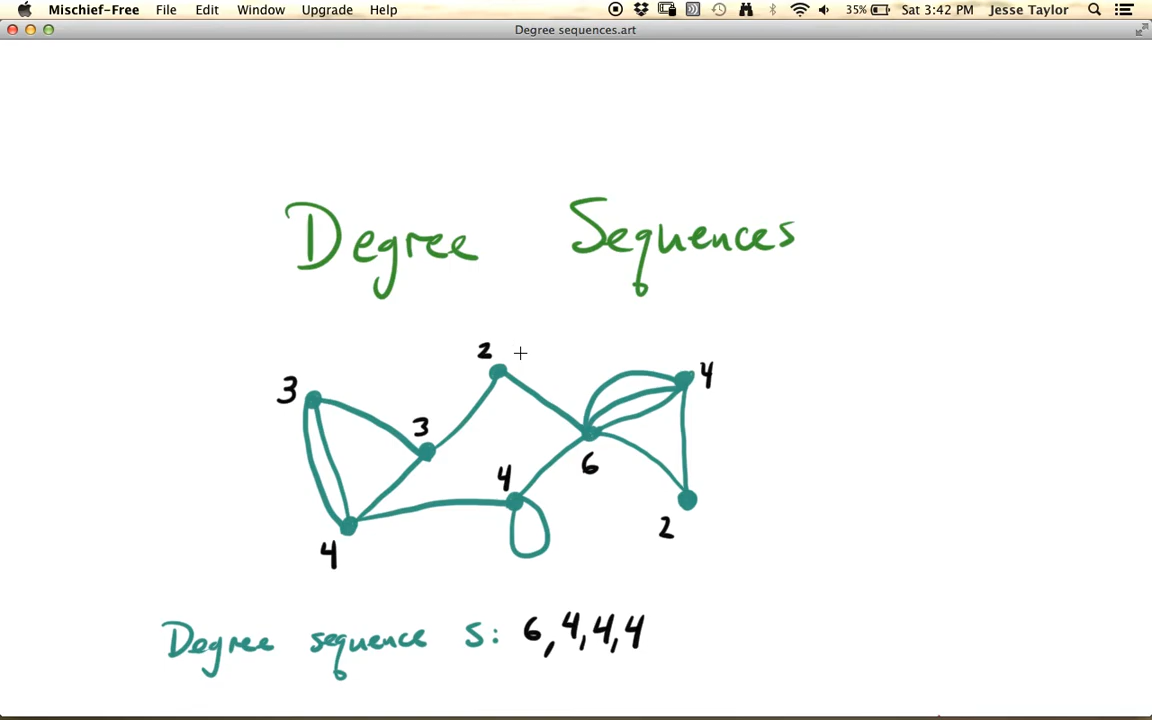 Mischief-Free File Edit Window Upgrade Help 35% Sat 3:42 PM Jesse Taylor
Degree sequences.art
Degree Sequences
2
4
3
3
6
4
2
4
Degree sequence s: 6,4,4,4